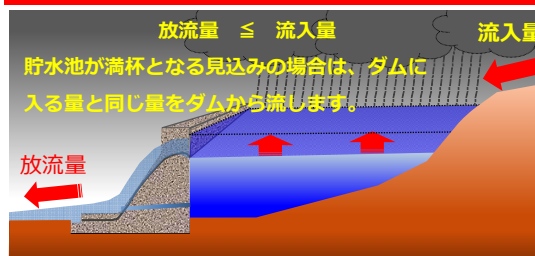 放流量 ≦ 流入量
流入量
貯水池が満杯となる見込みの場合は、ダムに
入る量と同じ量をダムから流します。
放流量